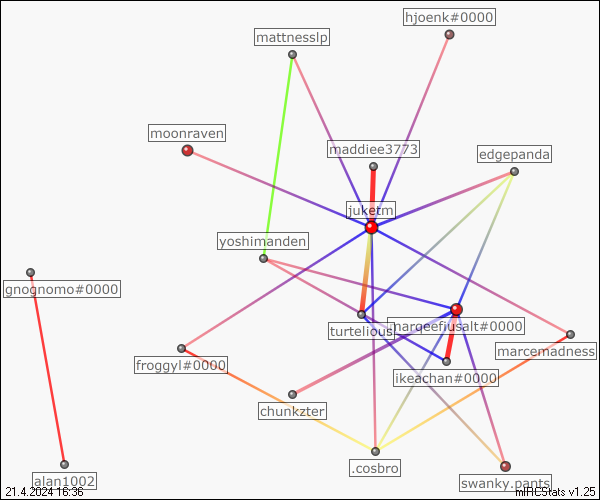 hjoenk#0000
mattnesslp
moonraven
maddiee3773
edgepanda
juketm
yoshimanden
gnognomo#0000
turtelious
marqeefiusalt#0000
marcemadness
froggyl#0000
ikeachan#0000
chunkzter
.cosbro
alan1002
swanky.pants
21.4.2024 16:36
mIRCStats v1.25